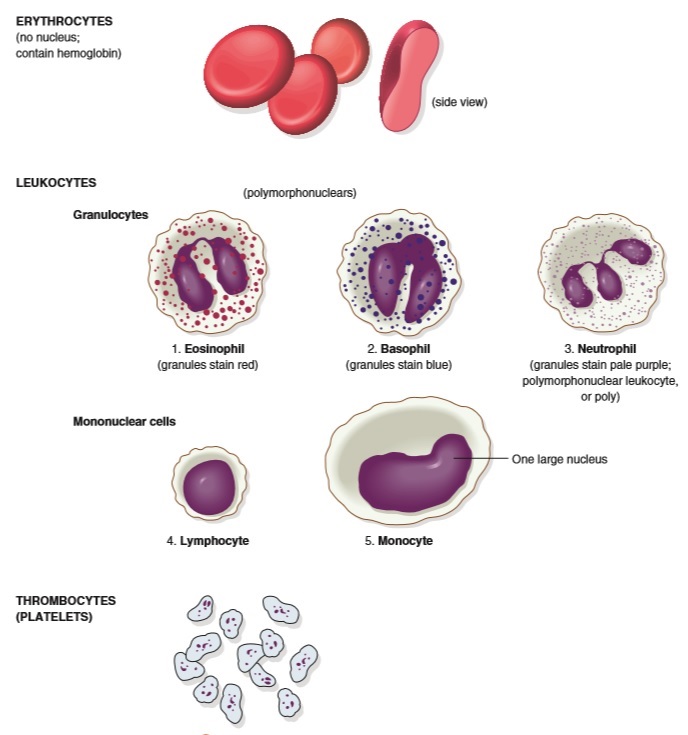 ERYTHROCYTES
(no nucleus;
contain hemoglobin)
(side view)
LEUKOCYTES
(polymorphonuclears)
Granulocytes
1. Eosinophil
(granules stain red)
2. Basophil
(granules stain blue)
3. Neutrophil
(granules stain pale purple;
polymorphonuclear leukocyte,
or poly)
Mononuclear cells
One large nucleus
4. Lymphocyte
5. Monocyte
THROMBOCYTES
(PLATELETS)